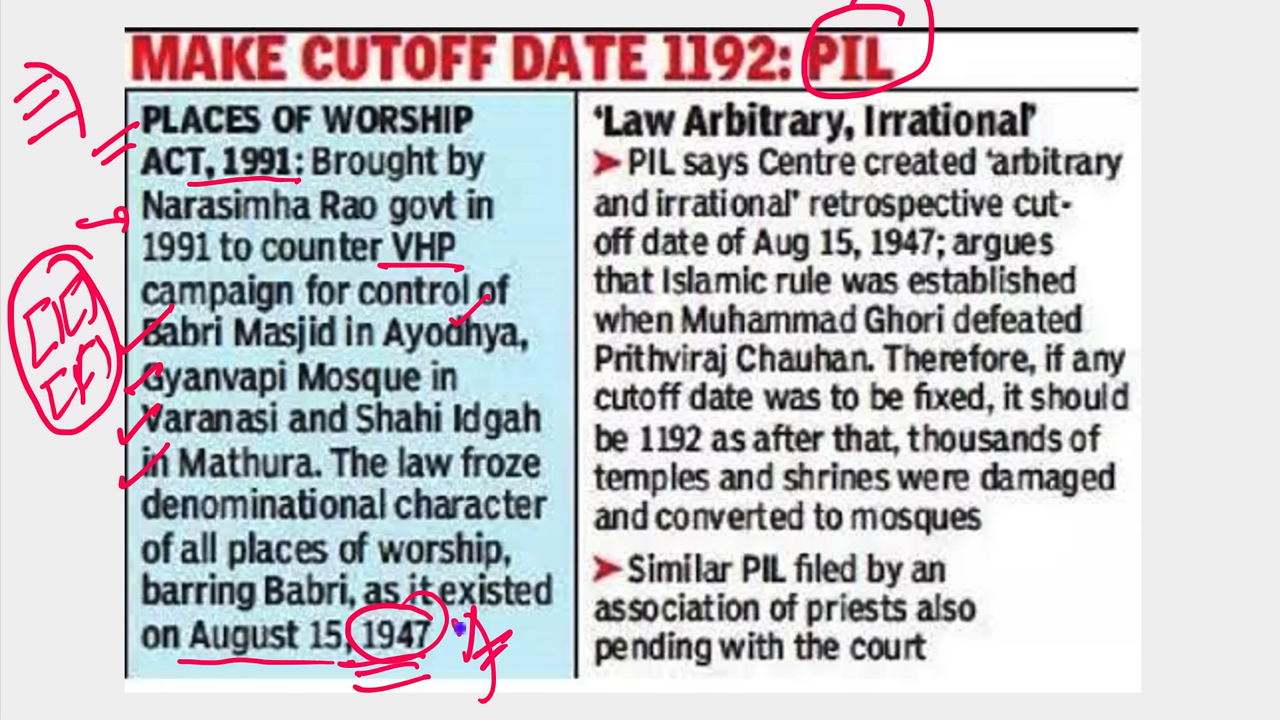 MAKE CUTOFF DATE 1192: PIL
PLACES OF WORSHIP
ACT, 1991: Brought by
Narasimha Rao govt in
1991 to counter VHP
campaign for control of
Babri Masjid in Ayodhya,
Gyanvapi Mosque in
Varanasi and Shahi Idgah
in Mathura. The law froze
denominational character
of all places of worship,
barring Babri, as it existed
on August 15, 1947
‘Law Arbitrary, Irrational’
➤ PIL says Centre created ‘arbitrary
and irrational’ retrospective cut-
off date of Aug 15, 1947; argues
that Islamic rule was established
when Muhammad Ghori defeated
Prithviraj Chauhan. Therefore, if any
cutoff date was to be fixed, it should
be 1192 as after that, thousands of
temples and shrines were damaged
and converted to mosques
➤ Similar PIL filed by an
association of priests also
pending with the court